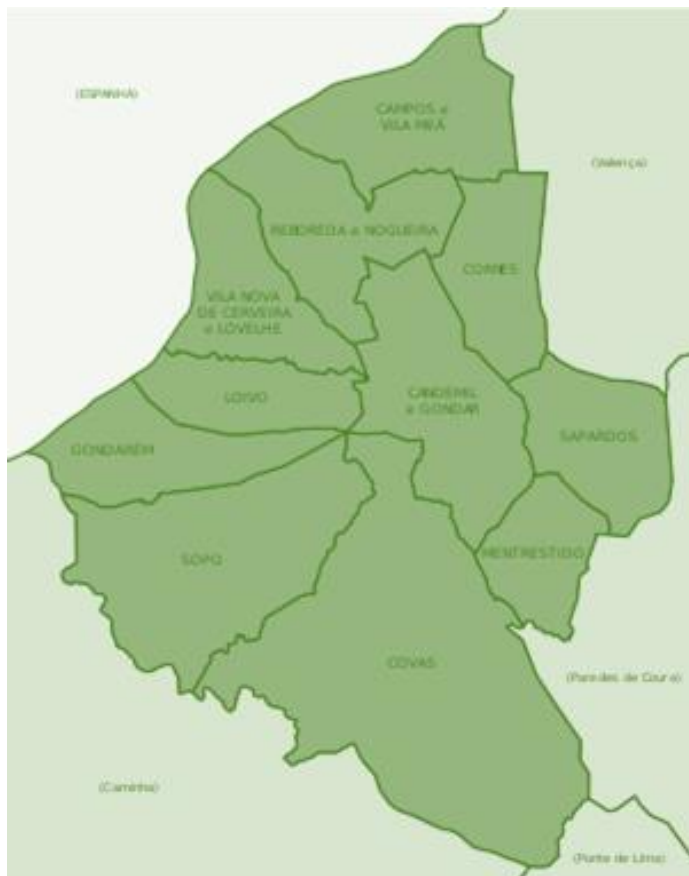 (ESPANHA)
CAMPOS e
VILA MEÃ
(Valença)
REBOREDA e NOGUEIRA
CORNES
VILA NOVA
DE CERVEIRA
e LOVELHE
LOIVO
CANDEMIL
e GONDAR
GONDARÉM
SAPARDOS
SOPO
MENTRESTIDO
COVAS
(Paredes de Coura)
(Caminha)
(Ponte de Lima)